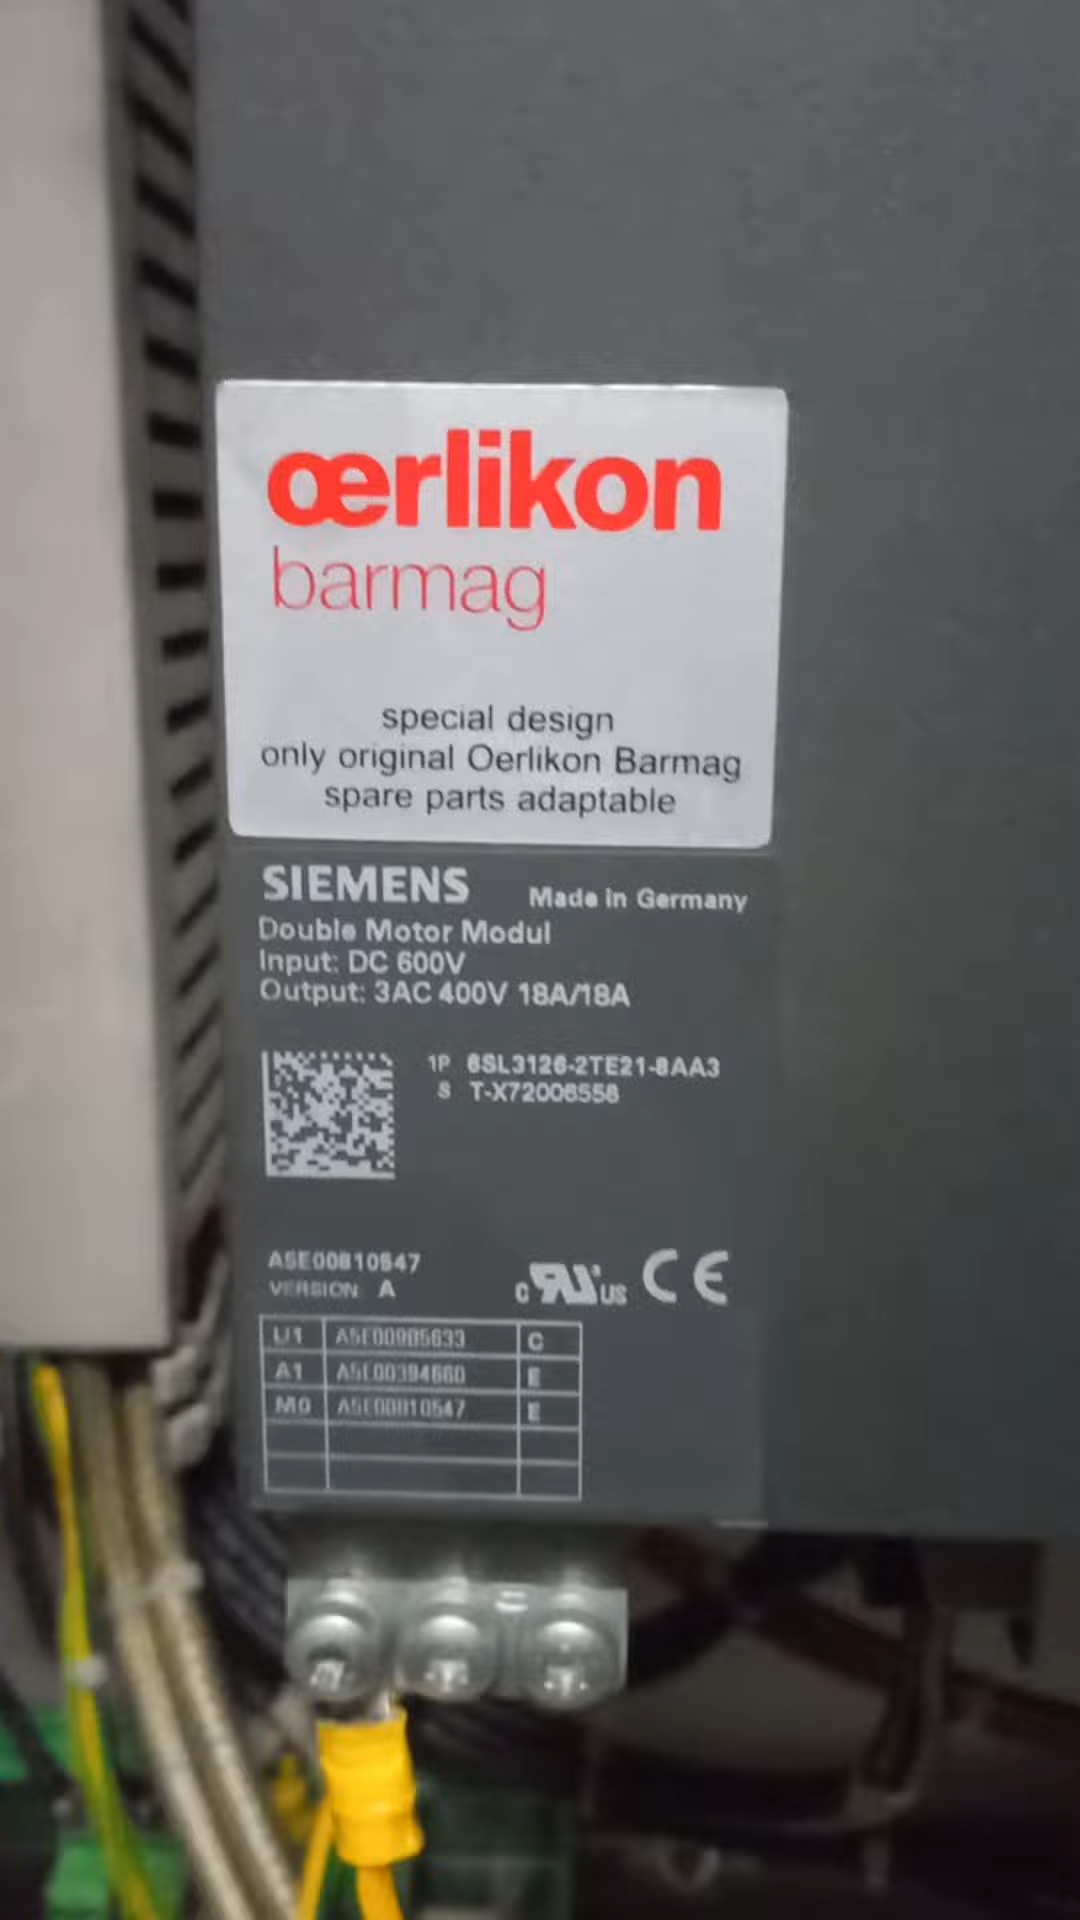 œrlikon
barmag
special design
only original Oerlikon Barmag
spare parts adaptable
SIEMENS Made in Germany
Double Motor Modul
Input: DC 600V
Output: 3AC 400V 18A/18A
1P 6SL3126-2TE21-8AA3
S T-X72006558
A5E00810547
VERSION A
C UR US CE
U1 A5E00985633 C
A1 A5E00394660 E
M0 A5E00810547 E